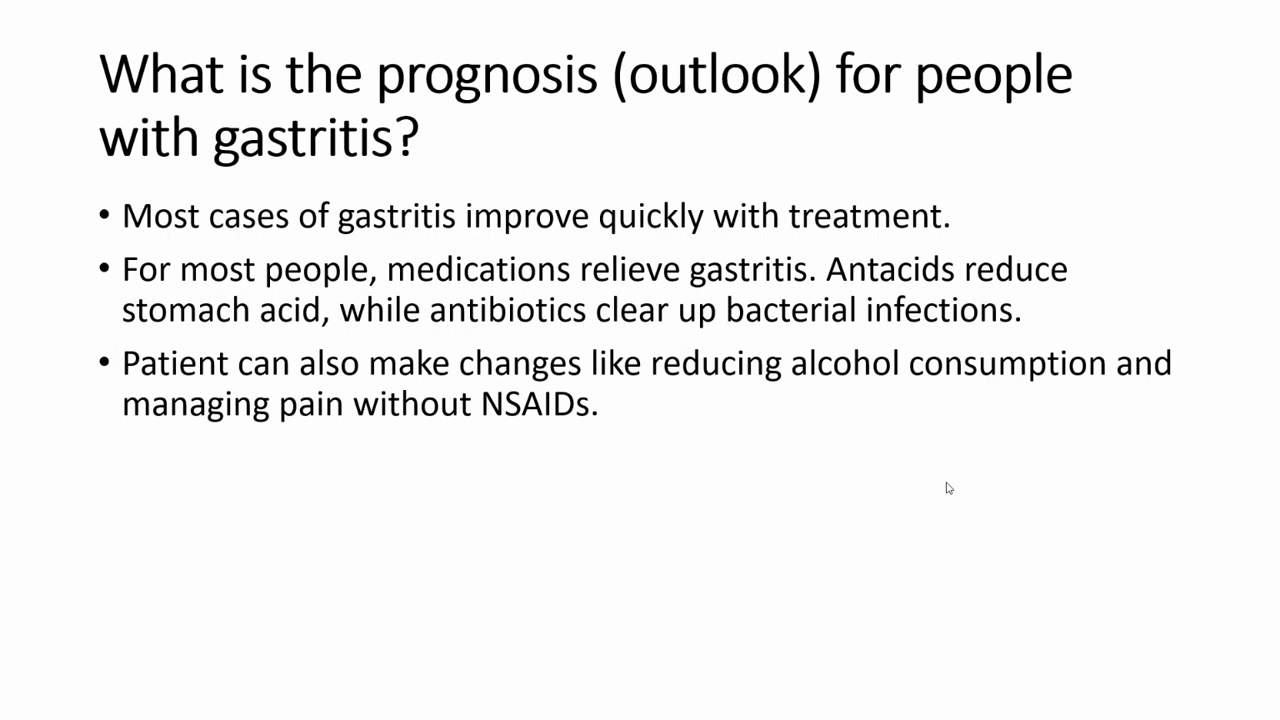 What is the prognosis (outlook) for people
with gastritis?
• Most cases of gastritis improve quickly with treatment.
• For most people, medications relieve gastritis. Antacids reduce
stomach acid, while antibiotics clear up bacterial infections.
• Patient can also make changes like reducing alcohol consumption and
managing pain without NSAIDs.